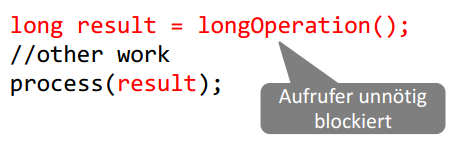 long result = longOperation();
//other work
process(result);
Aufrufer unnötig
blockiert